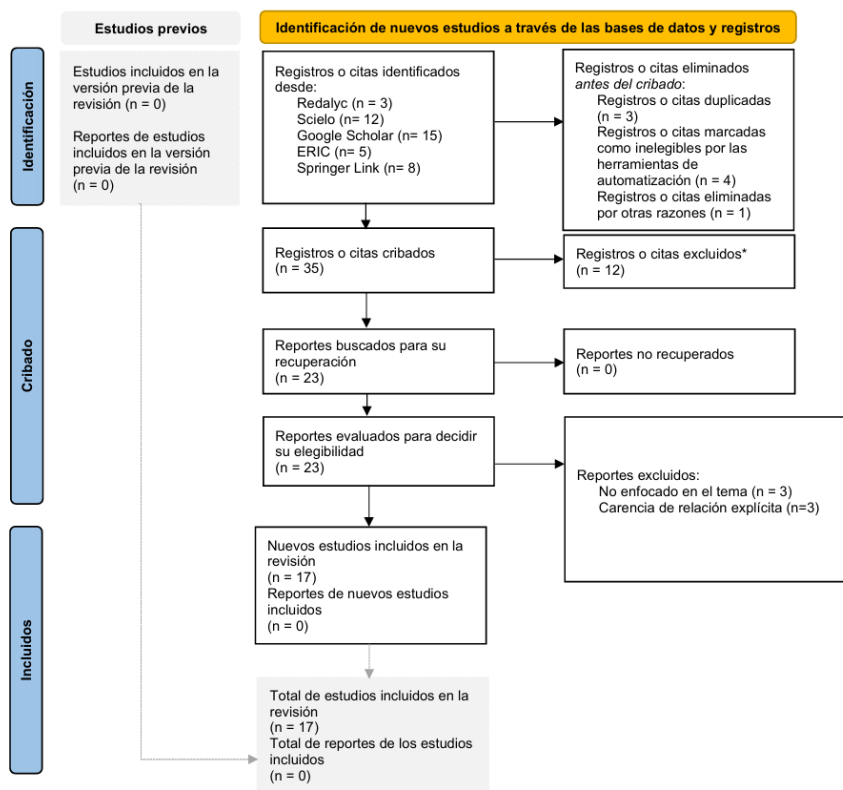 Estudios previos
Identificación de nuevos estudios a través de las bases de datos y registros
Identificación
Estudios incluidos en la
versión previa de la
revisión (n = 0)
Reportes de estudios
incluidos en la versión
previa de la revisión
(n = 0)
Registros o citas identificados
desde:
Redalyc (n = 3)
Scielo (n= 12)
Google Scholar (n = 15)
ERIC (n= 5)
Springer Link (n= 8)
Registros o citas eliminados
antes del cribado:
Registros o citas duplicadas
(n = 3)
Registros o citas marcadas
como inelegibles por las
herramientas de
automatización (n = 4)
Registros o citas eliminadas
por otras razones (n = 1)
Cribado
Registros o citas cribados
(n = 35)
Registros o citas excluidos*
(n = 12)
Reportes buscados para su
recuperación
(n = 23)
Reportes no recuperados
(n = 0)
Reportes evaluados para decidir
su elegibilidad
(n = 23)
Reportes excluidos:
No enfocado en el tema (n = 3)
Carencia de relación explícita (n=3)
Incluidos
Nuevos estudios incluidos en la
revisión
(n = 17)
Reportes de nuevos estudios
incluidos
(n = 0)
Total de estudios incluidos en la
revisión
(n = 17)
Total de reportes de los estudios
incluidos
(n = 0)